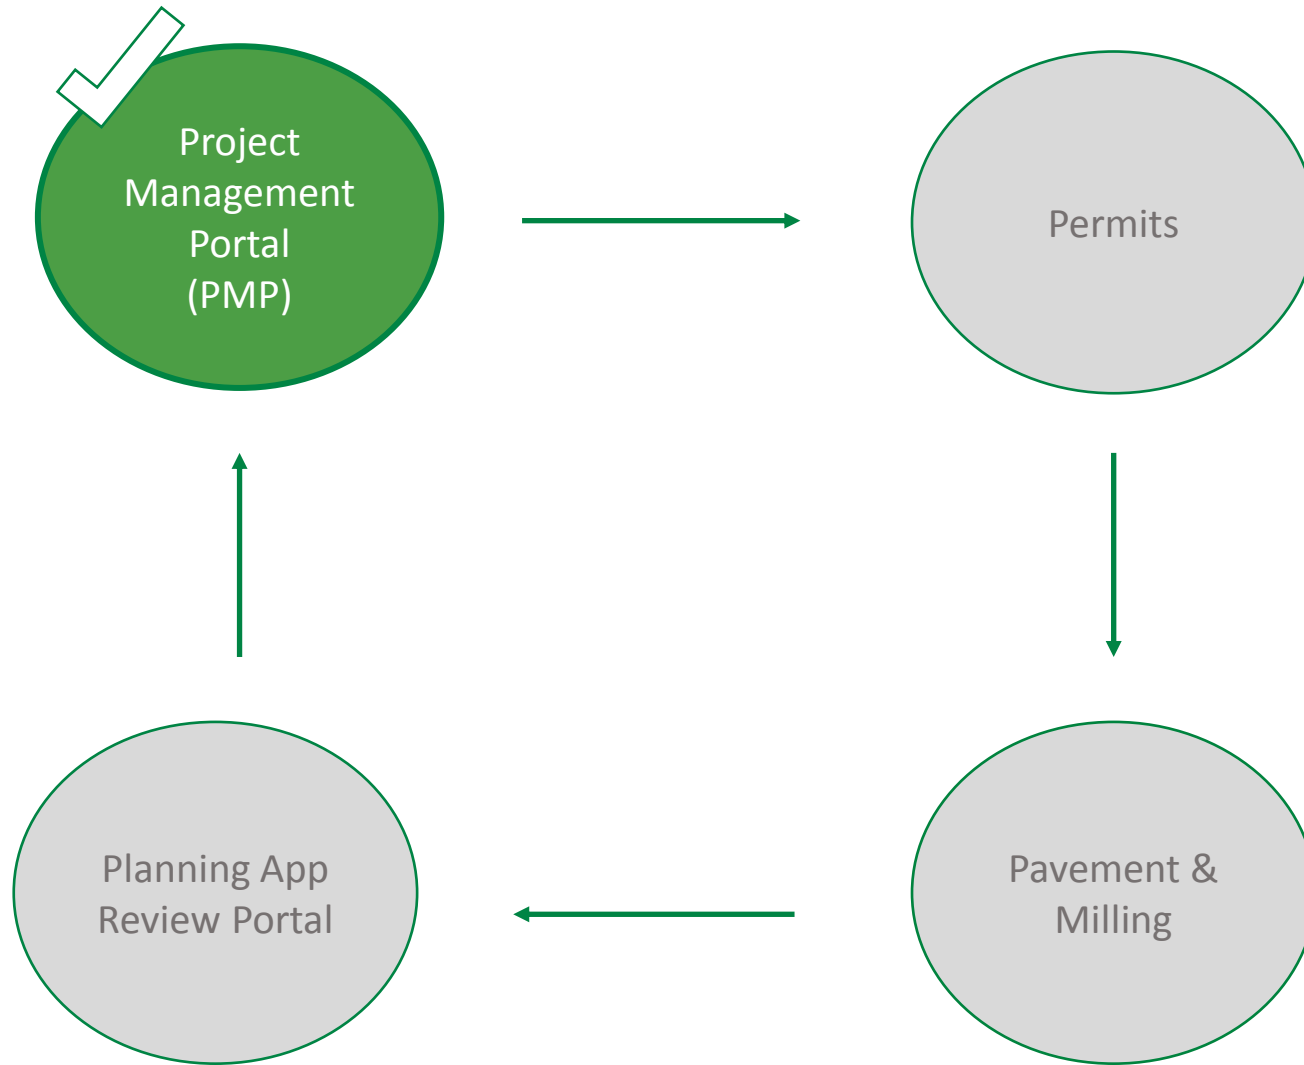 Project
Management
Portal
(PMP)
Permits
Planning App
Review Portal
Pavement &
Milling